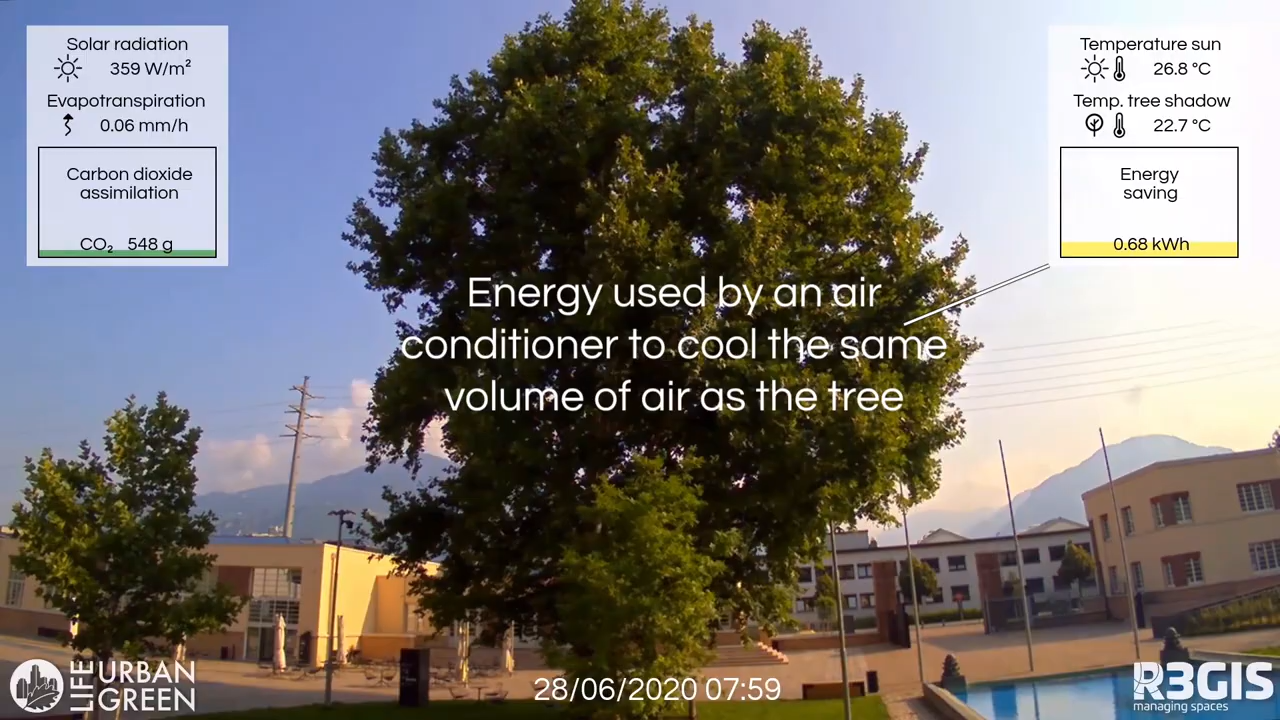 Solar radiation
359 W/m²
Evapotranspiration
0.06 mm/h
Carbon dioxide
assimilation
CO₂ 548 g
Temperature sun
26.8 °C
Temp. tree shadow
22.7 °C
Energy
saving
0.68 kWh
Energy used by an air
conditioner to cool the same
volume of air as the tree
LIFE
URBAN
GREEN
28/06/2020 07:59
R3GIS
managing spaces